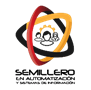 SEMILLERO
EN AUTOMATIZACIÓN
Y SISTEMAS DE INFORMACIÓN